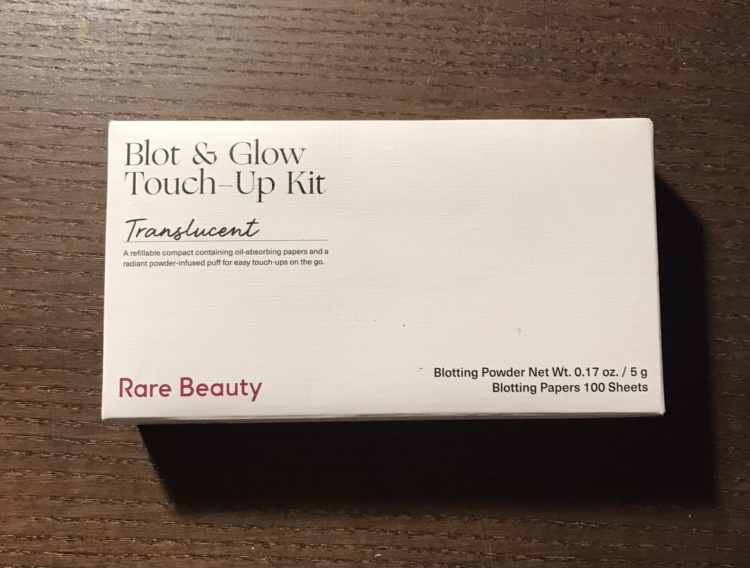 Blot & Glow
Touch-Up Kit
Translucent
A refillable compact containing oil-absorbing papers and a
radiant powder-infused puff for easy touch-ups on the go.
Rare Beauty
Blotting Powder Net Wt. 0.17 oz. / 5 g
Blotting Papers 100 Sheets